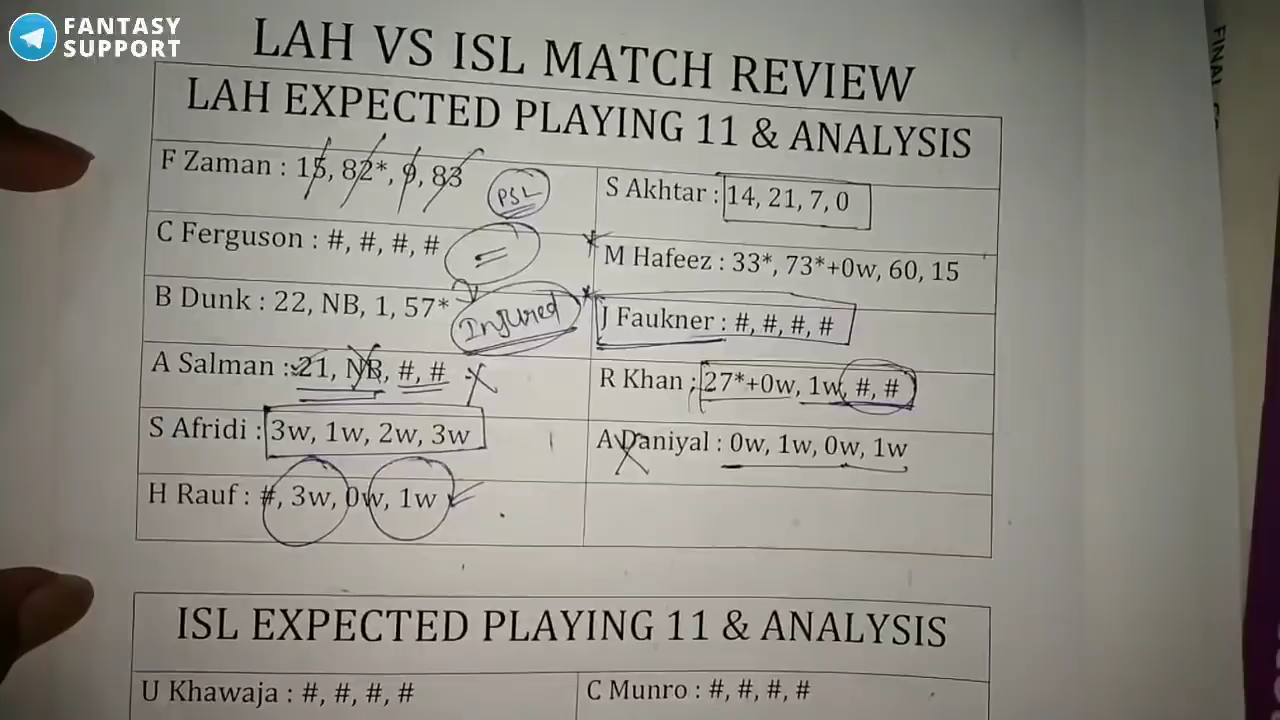 FANTASY
SUPPORT
LAH VS ISL MATCH REVIEW
LAH EXPECTED PLAYING 11 & ANALYSIS
F Zaman : 15, 82*, 9, 83
PSL
S Akhtar : 14, 21, 7, 0
C Ferguson : #, #, #, #
M Hafeez : 33*, 73*+0w, 60, 15
B Dunk : 22, NB, 1, 57*
Injured
J Faukner : #, #, #, #
A Salman : 21, NB, #, #
R Khan : 27*+0w, 1w, #, #
S Afridi : 3w, 1w, 2w, 3w
A Daniyal : 0w, 1w, 0w, 1w
H Rauf : #, 3w, 0w, 1w
ISL EXPECTED PLAYING 11 & ANALYSIS
U Khawaja : #, #, #, #
C Munro : #, #, #, #
FINAL